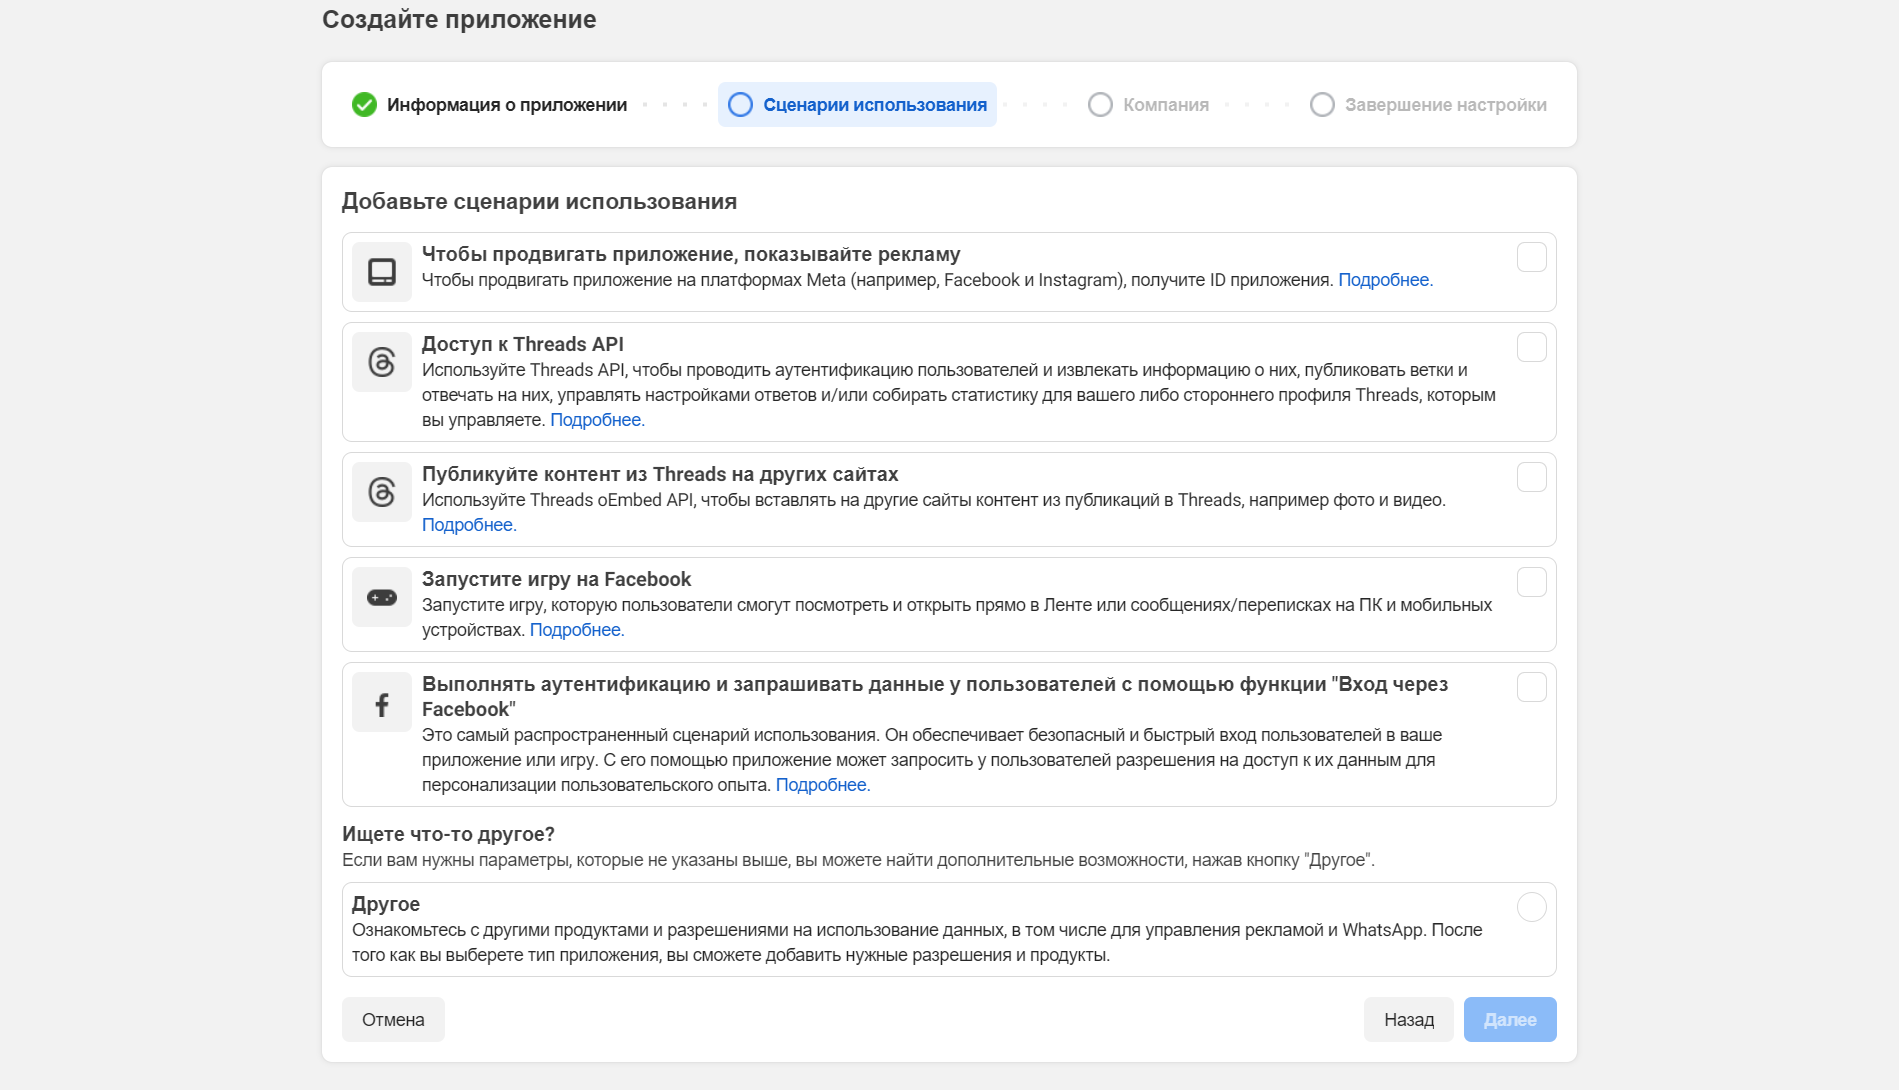 Создайте приложение
Информация о приложении
Сценарии использования
Компания
Завершение настройки
Добавьте сценарии использования
Чтобы продвигать приложение, показывайте рекламу
Чтобы продвигать приложение на платформах Meta (например, Facebook и Instagram), получите ID приложения. Подробнее.
Доступ к Threads API
Используйте Threads API, чтобы проводить аутентификацию пользователей и извлекать информацию о них, публиковать ветки и
отвечать на них, управлять настройками ответов и/или собирать статистику для вашего либо стороннего профиля Threads, которым
вы управляете. Подробнее.
Публикуйте контент из Threads на других сайтах
Используйте Threads oEmbed API, чтобы вставлять на другие сайты контент из публикаций в Threads, например фото и видео.
Подробнее.
Запустите игру на Facebook
Запустите игру, которую пользователи смогут посмотреть и открыть прямо в Ленте или сообщениях/переписках на ПК и мобильных
устройствах. Подробнее.
Выполнять аутентификацию и запрашивать данные у пользователей с помощью функции "Вход через
Facebook"
Это самый распространенный сценарий использования. Он обеспечивает безопасный и быстрый вход пользователей в ваше
приложение или игру. С его помощью приложение может запросить у пользователей разрешения на доступ к их данным для
персонализации пользовательского опыта. Подробнее.
Ищете что-то другое?
Если вам нужны параметры, которые не указаны выше, вы можете найти дополнительные возможности, нажав кнопку "Другое".
Другое
Ознакомьтесь с другими продуктами и разрешениями на использование данных, в том числе для управления рекламой и WhatsApp. После
того как вы выберете тип приложения, вы сможете добавить нужные разрешения и продукты.
Отмена
Назад
Далее